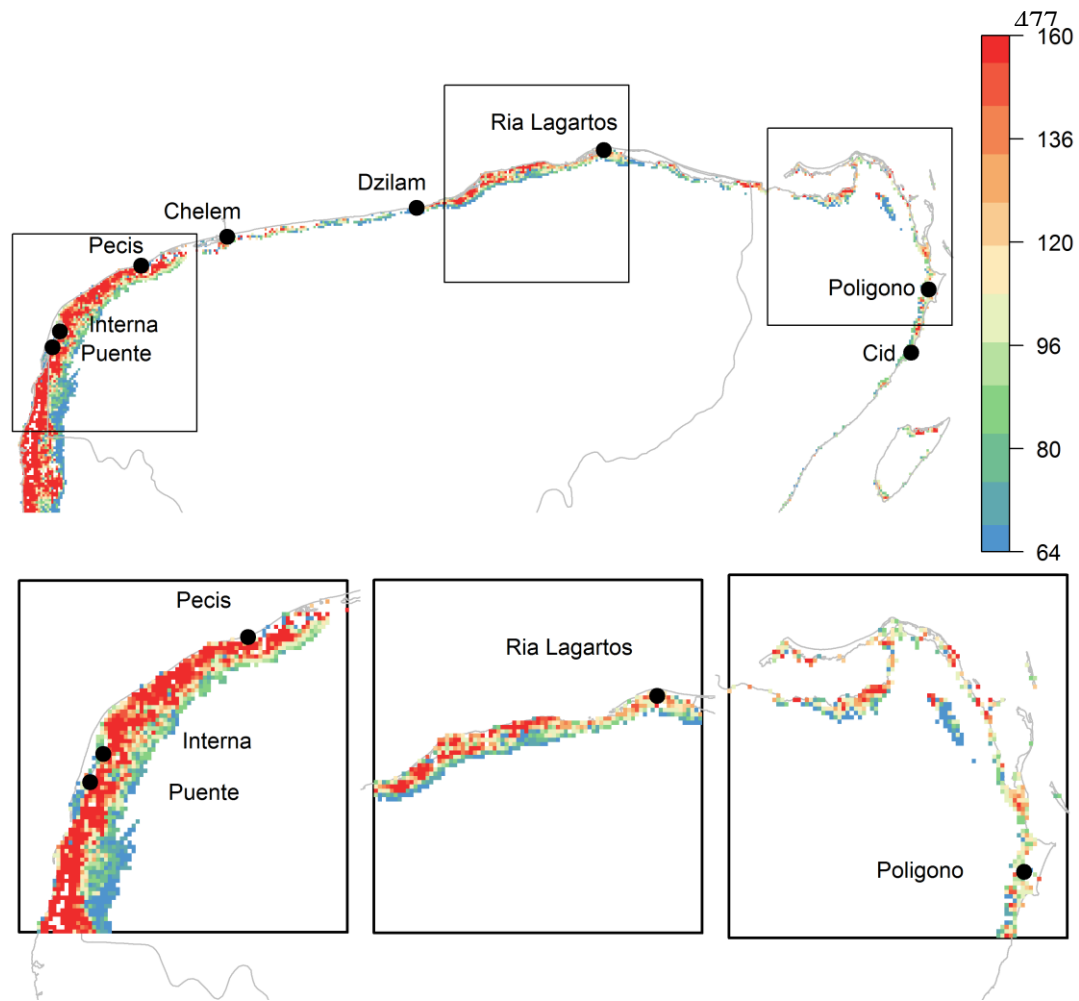 477
160
136
120
96
80
64
Ria Lagartos
Dzilam
Chelem
Pecis
Interna
Puente
Poligono
Cid
Pecis
Interna
Puente
Ria Lagartos
Poligono